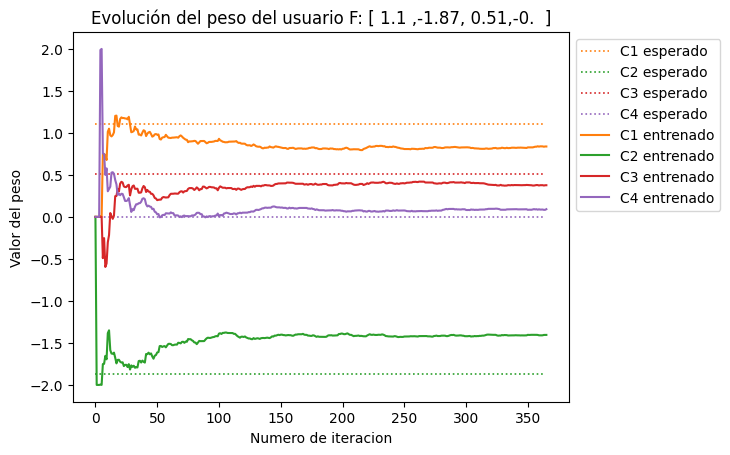 Evolución del peso del usuario F: [ 1.1 ,-1.87, 0.51,-0.  ]
Valor del peso
2.0
1.5
1.0
0.5
0.0
−0.5
−1.0
−1.5
−2.0
0 50 100 150 200 250 300 350
Numero de iteracion
C1 esperado
C2 esperado
C3 esperado
C4 esperado
C1 entrenado
C2 entrenado
C3 entrenado
C4 entrenado